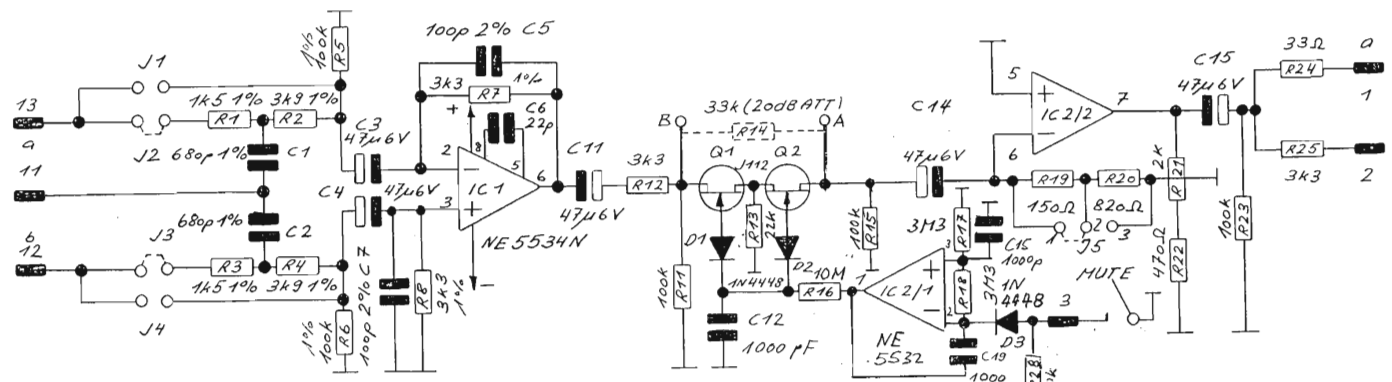 13
a
11
b
12
J1
J2
1k5 1%
R1
3k9 1%
R2
680p 1%
C1
1%
100k
R5
680p 1%
C2
J3
J4
R3
1k5 1%
R4
3k9 1%
1%
100k
R6
C3
47µ6V
C4
47µ6V
100p 2% C7
R8
3k3
1%
100p 2% C5
3k3
R7
1%
C6
22p
+
8
5
2
−
3
+
IC1
6
NE5534N
−
C11
47µ6V
3k3
R12
100k
R11
33k (20dB ATT)
B
R14
A
Q1
J112
Q2
R13
22k
D1
D2
1N4448
C12
1000pF
10M
R16
100k
R15
C14
47µ6V
3M3
R17
C15
1000p
3M3
R18
1
3
+
IC2/1
−
2
NE
5532
C19
1000
1N
4448
D3
3
MUTE
5
+
IC2/2
−
6
7
R19
R20
150Ω
820Ω
1
2
3
J5
2k
R21
470Ω
R22
C15
47µ6V
100k
R23
33Ω
R24
a
1
R25
3k3
2